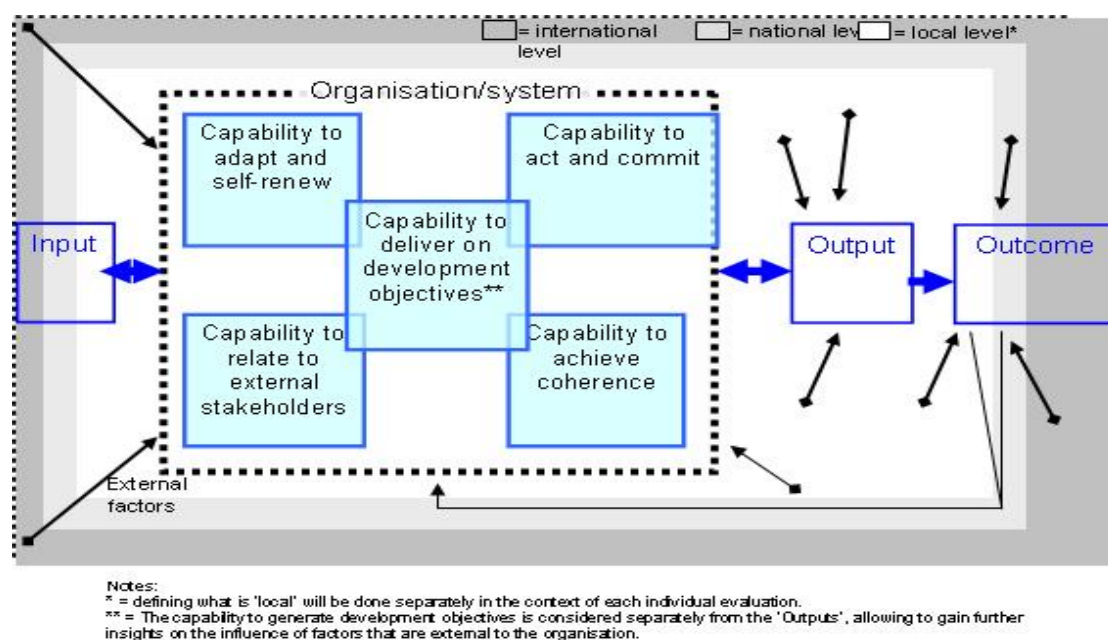 = international level
= national lev
= local level*
Organisation/system
Capability to
adapt and
self-renew
Capability to
act and commit
Capability to
deliver on
development
objectives**
Capability to
relate to
external
stakeholders
Capability to
achieve
coherence
Input
Output
Outcome
External
factors
Notes:
* = defining what is 'local' will be done separately in the context of each individual evaluation.
** = The capability to generate development objectives is considered separately from the 'Outputs', allowing to gain further
insights on the influence of factors that are external to the organisation.